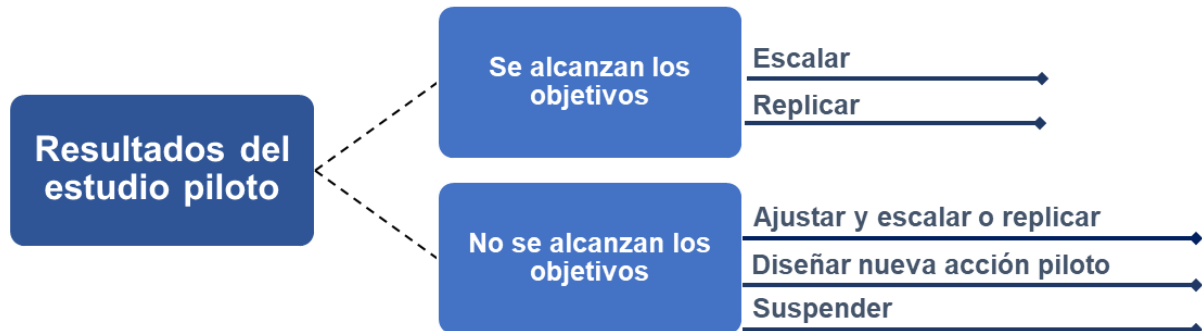 Resultados del
estudio piloto
Se alcanzan los
objetivos
Escalar
Replicar
No se alcanzan los
objetivos
Ajustar y escalar o replicar
Diseñar nueva acción piloto
Suspender